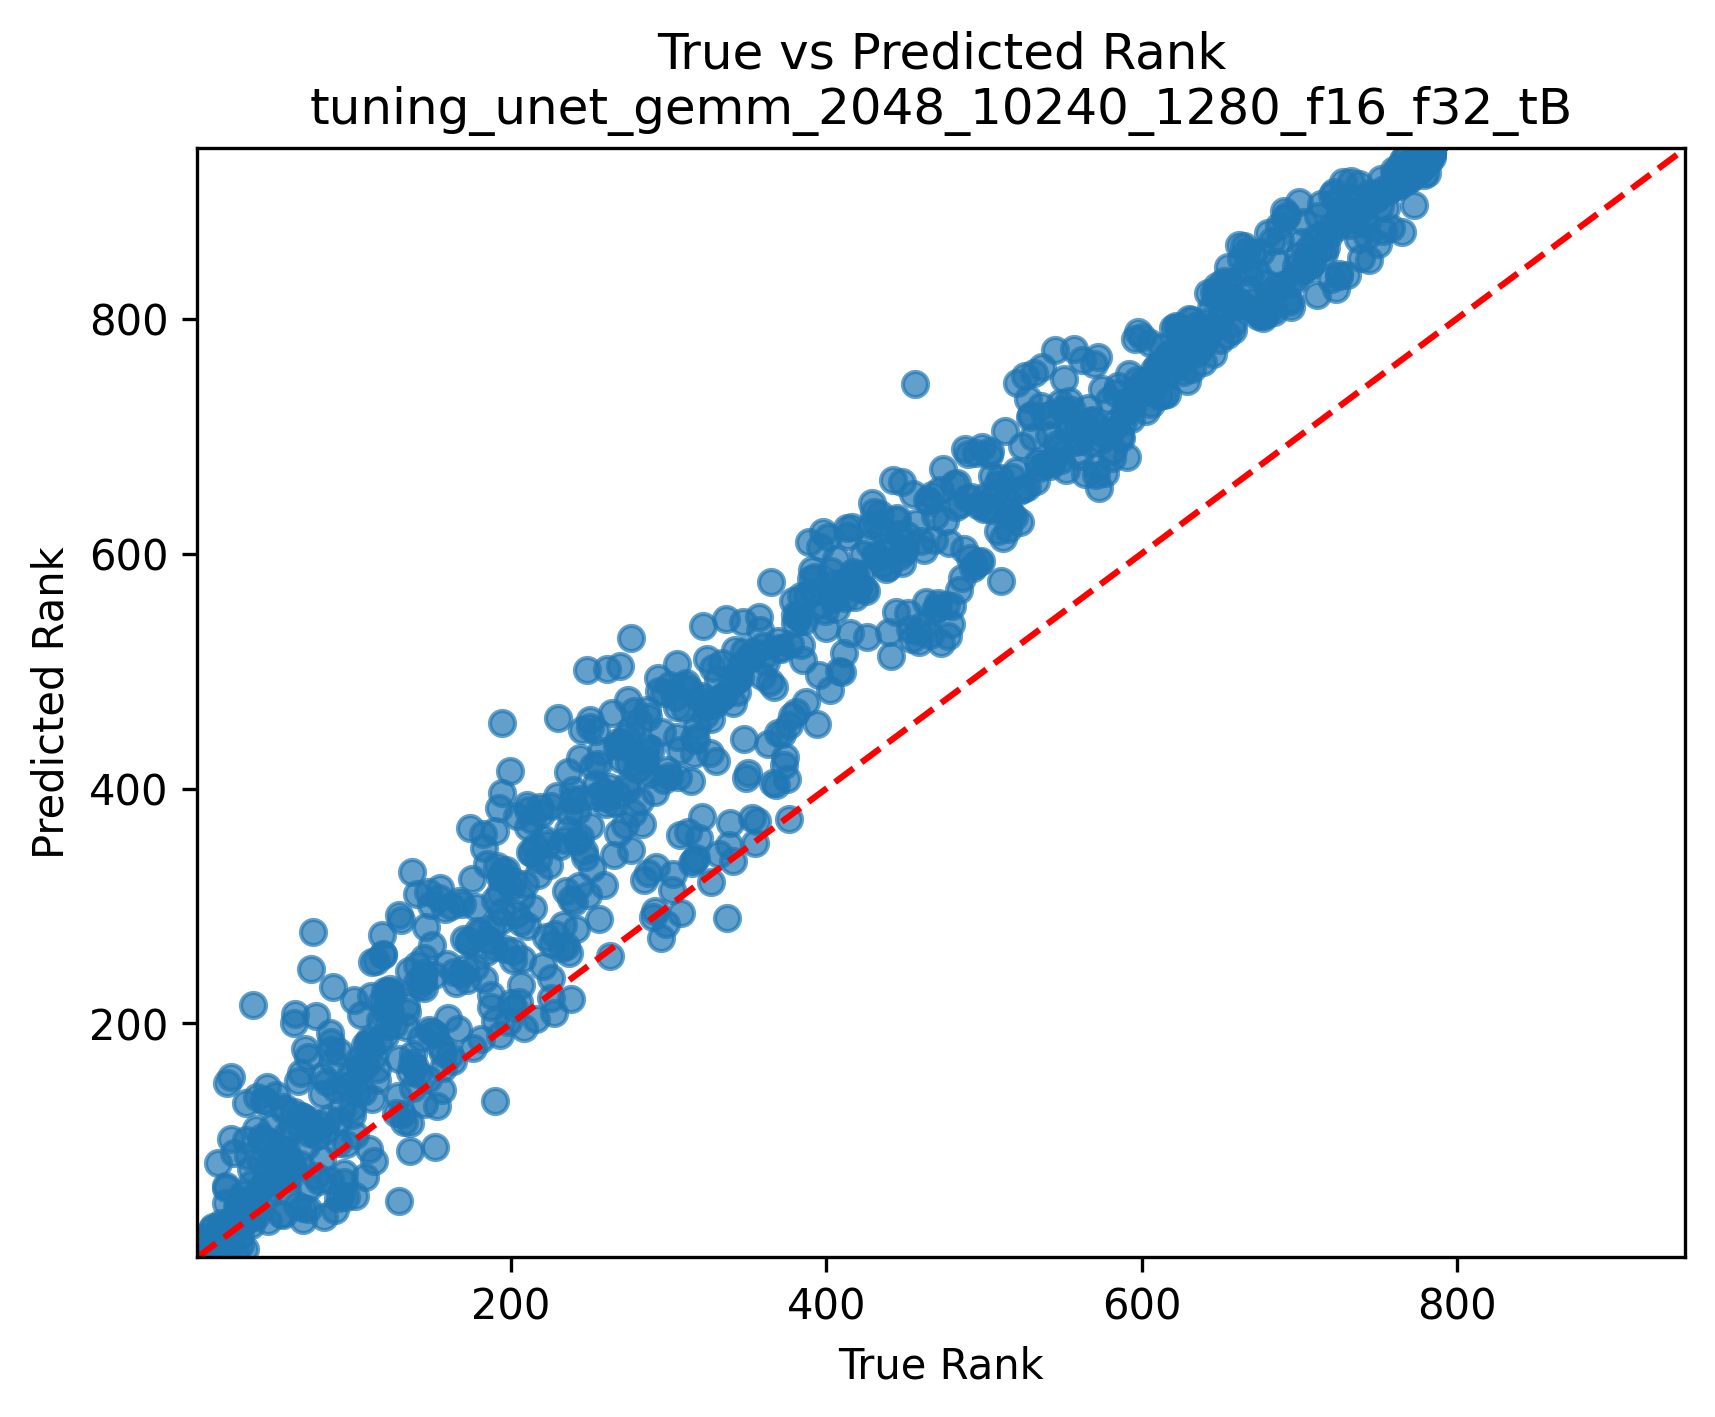 True vs Predicted Rank
tuning_unet_gemm_2048_10240_1280_f16_f32_tB
800
600
400
200
Predicted Rank
200 400 600 800
True Rank